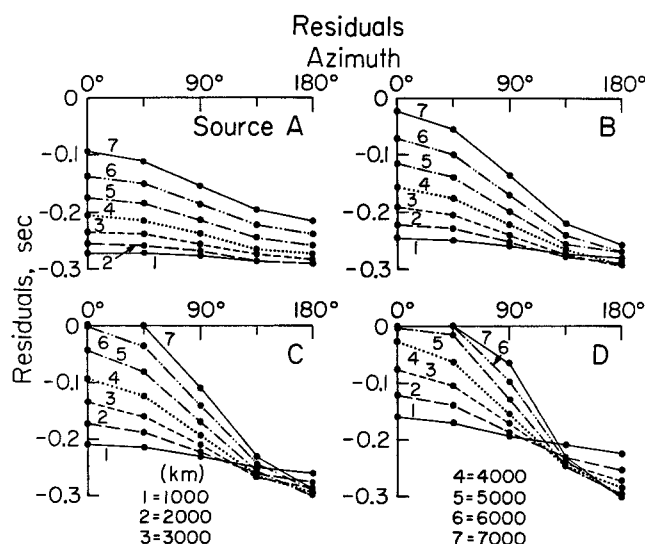 Residuals
Azimuth
0° 90° 180° 0° 90° 180°
0 0
Source A B
7 7
-0.1 -0.1
6 6
5 5
4 4
-0.2 -0.2
3 3
2 1 2
-0.3 -0.3
1
Residuals, sec
0° 90° 180° 0° 90° 180°
0 0
7 7
6 5 C 5 6 D
-0.1 4 -0.1 4 3
3 2
-0.2 2 -0.2 1
1
(km) 4=4000
-0.3 1=1000 -0.3 5=5000
2=2000 6=6000
3=3000 7=7000